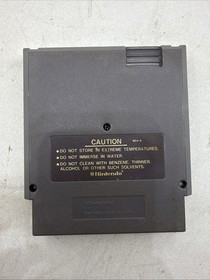 CAUTION
• DO NOT STORE IN EXTREME TEMPERATURES.
• DO NOT IMMERSE IN WATER.
• DO NOT CLEAN WITH BENZENE, THINNER,
ALCOHOL OR OTHER SUCH SOLVENTS.
Nintendo